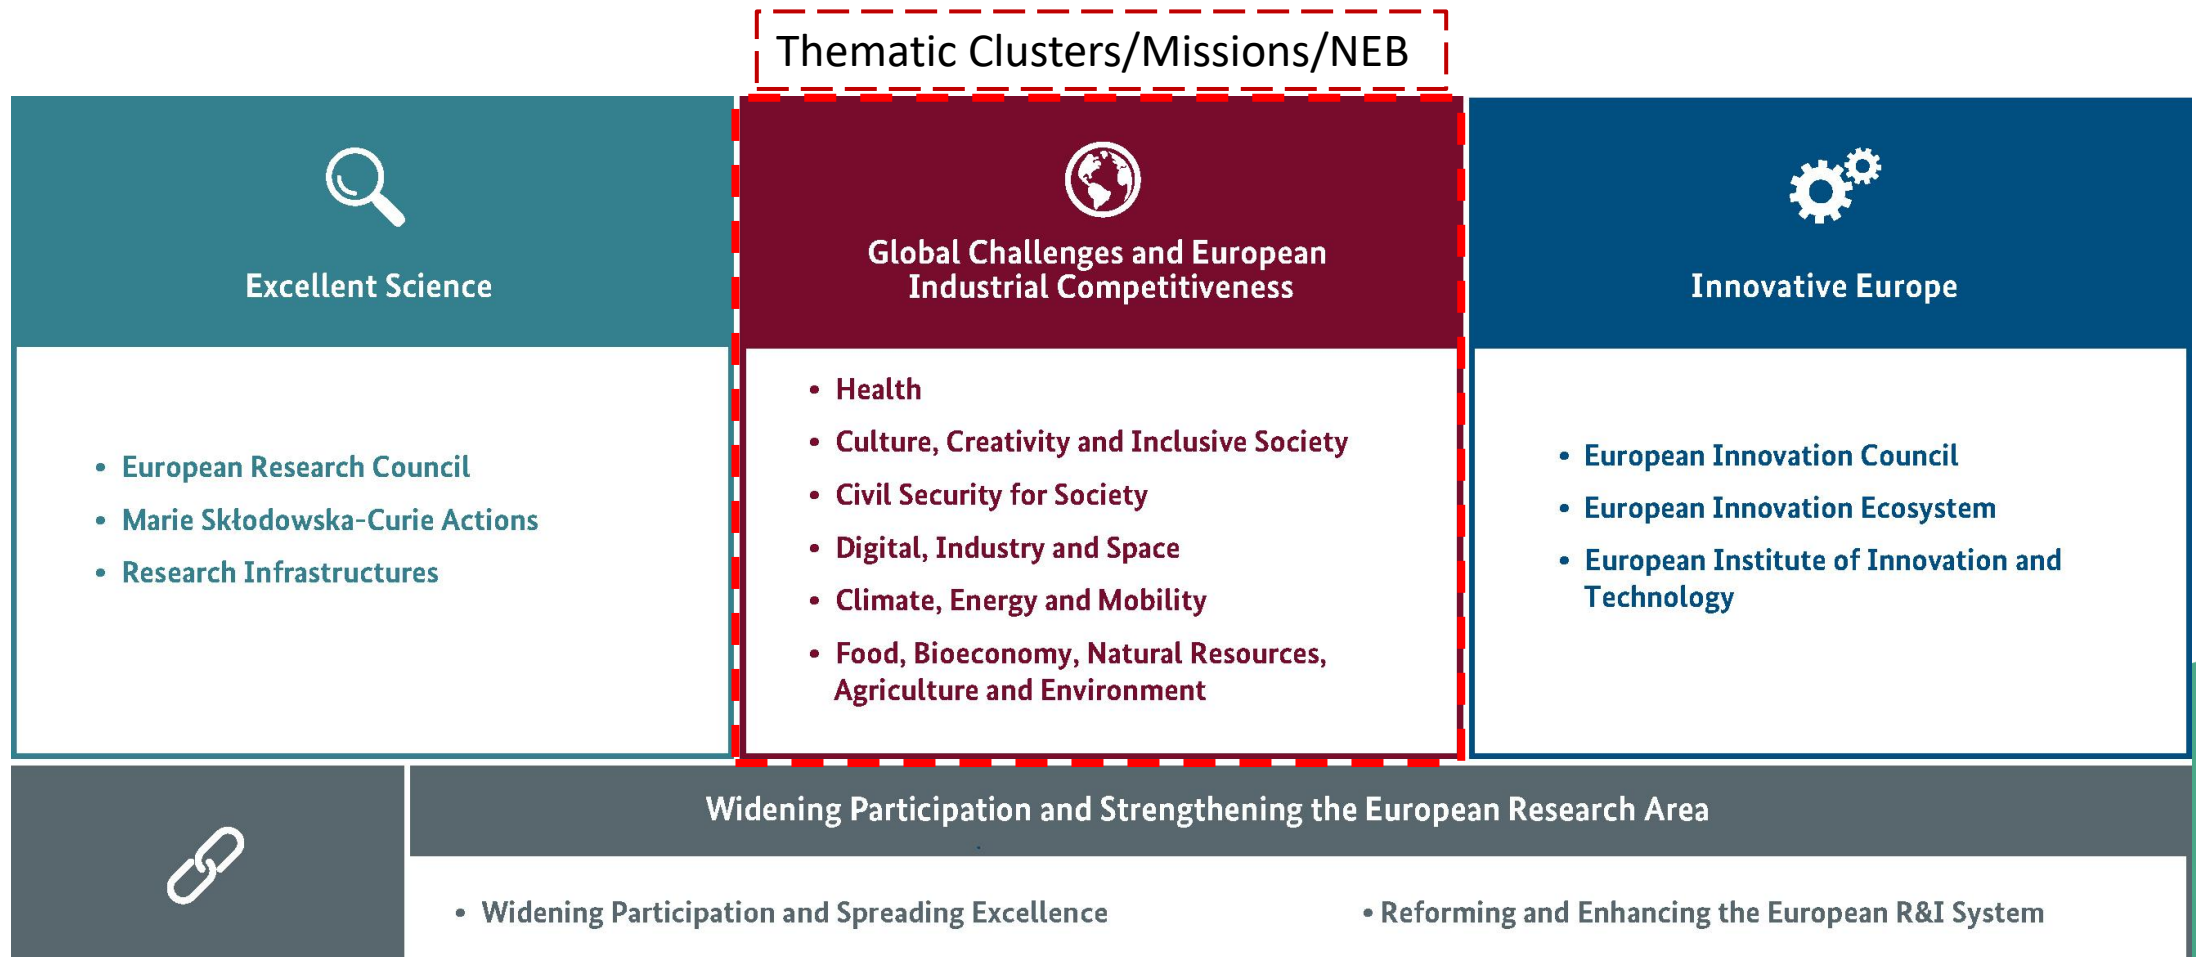 Thematic Clusters/Missions/NEB
Excellent Science
• European Research Council
• Marie Skłodowska-Curie Actions
• Research Infrastructures
Global Challenges and European
Industrial Competitiveness
• Health
• Culture, Creativity and Inclusive Society
• Civil Security for Society
• Digital, Industry and Space
• Climate, Energy and Mobility
• Food, Bioeconomy, Natural Resources,
Agriculture and Environment
Innovative Europe
• European Innovation Council
• European Innovation Ecosystem
• European Institute of Innovation and
Technology
Widening Participation and Strengthening the European Research Area
• Widening Participation and Spreading Excellence
• Reforming and Enhancing the European R&I System